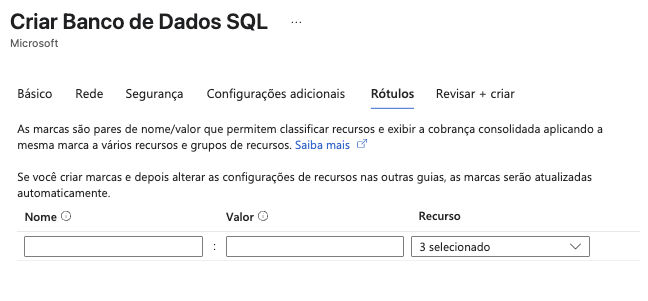 Criar Banco de Dados SQL ...
Microsoft
Básico Rede Segurança Configurações adicionais Rótulos Revisar + criar
As marcas são pares de nome/valor que permitem classificar recursos e exibir a cobrança consolidada aplicando a
mesma marca a vários recursos e grupos de recursos. Saiba mais
Se você criar marcas e depois alterar as configurações de recursos nas outras guias, as marcas serão atualizadas
automaticamente.
Nome Valor Recurso
: 3 selecionado